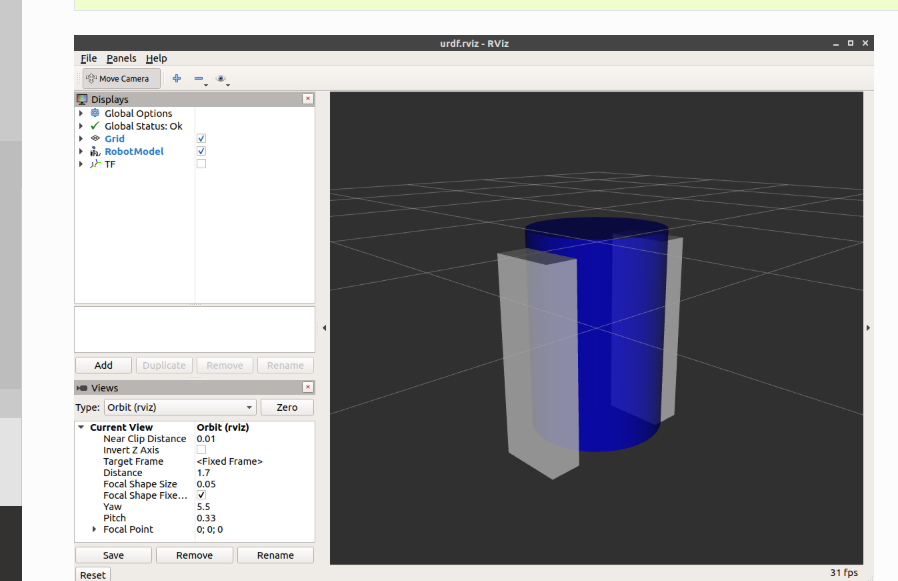 urdf.rviz - RViz
File Panels Help
Move Camera
Displays
Global Options
Global Status: Ok
Grid
RobotModel
TF
Add Duplicate Remove Rename
Views
Type: Orbit (rviz) Zero
Current View Orbit (rviz)
Near Clip Distance 0.01
Invert Z Axis
Target Frame <Fixed Frame>
Distance 1.7
Focal Shape Size 0.05
Focal Shape Fixe... ✓
Yaw 5.5
Pitch 0.33
Focal Point 0; 0; 0
Save Remove Rename
Reset 31 fps